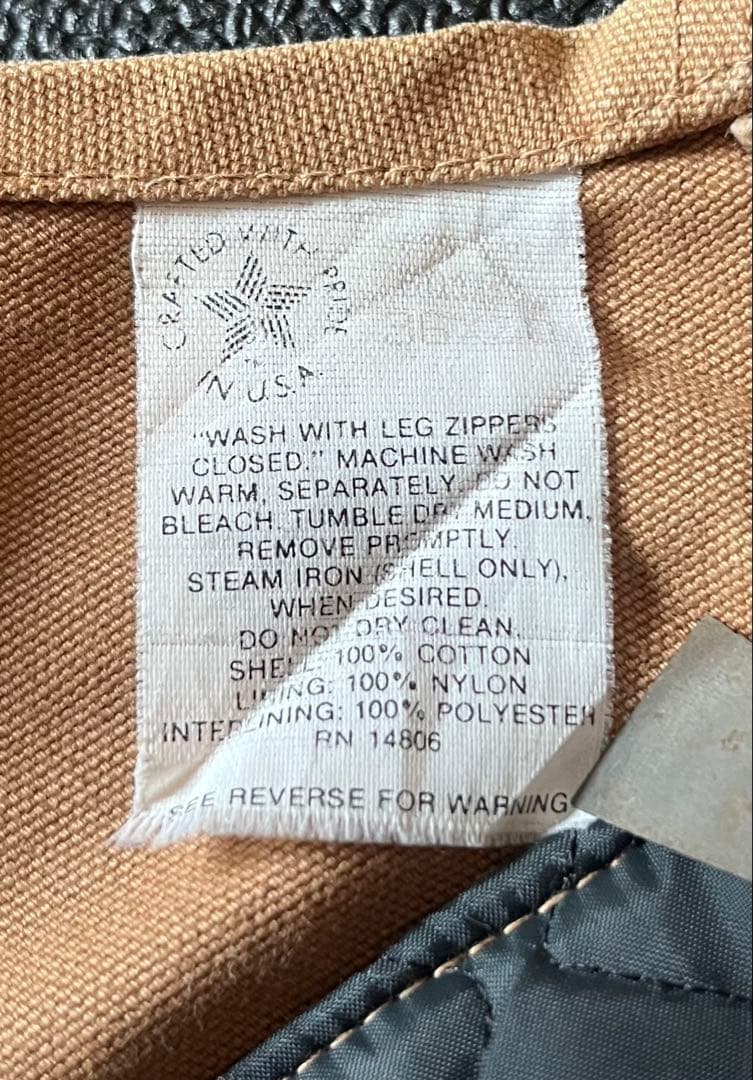 CRAFTED WITH PRIDE
IN U.S.A.
"WASH WITH LEG ZIPPERS
CLOSED." MACHINE WASH
WARM, SEPARATELY. DO NOT
BLEACH. TUMBLE DRY MEDIUM,
REMOVE PROMPTLY.
STEAM IRON (SHELL ONLY),
WHEN DESIRED.
DO NOT DRY CLEAN.
SHELL: 100% COTTON
LINING: 100% NYLON
INTERLINING: 100% POLYESTER
RN 14806
SEE REVERSE FOR WARNING